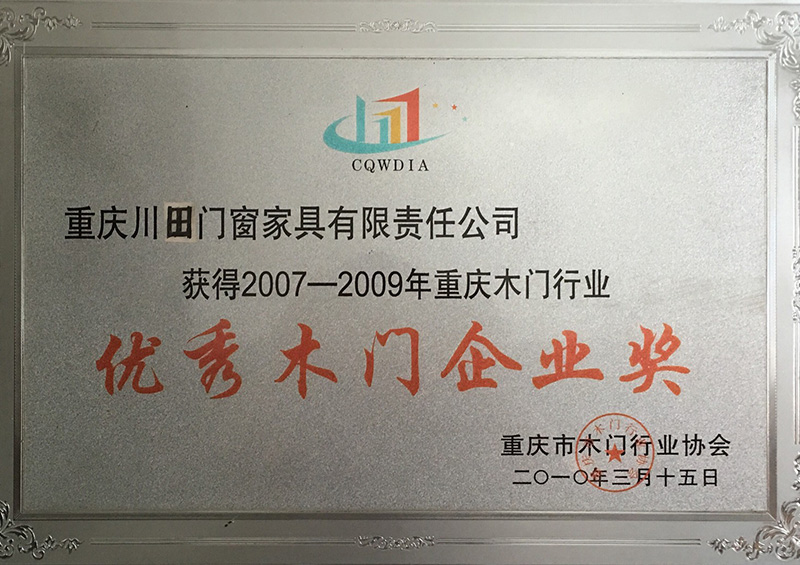 CQWDIA
重庆川田门窗家具有限责任公司
获得2007—2009年重庆木门行业
优秀木门企业奖
重庆市木门行业协会
二〇一〇年三月十五日